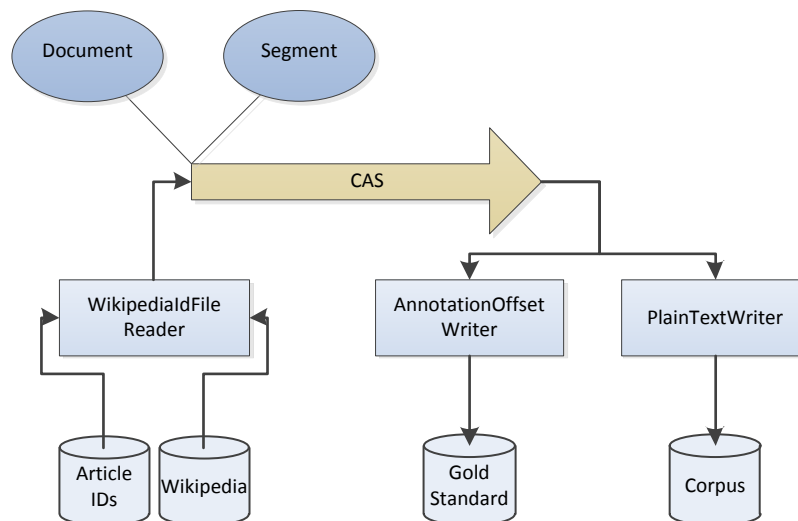 Document
Segment
CAS
WikipediaIdFile
Reader
AnnotationOffset
Writer
PlainTextWriter
Article
IDs
Wikipedia
Gold
Standard
Corpus